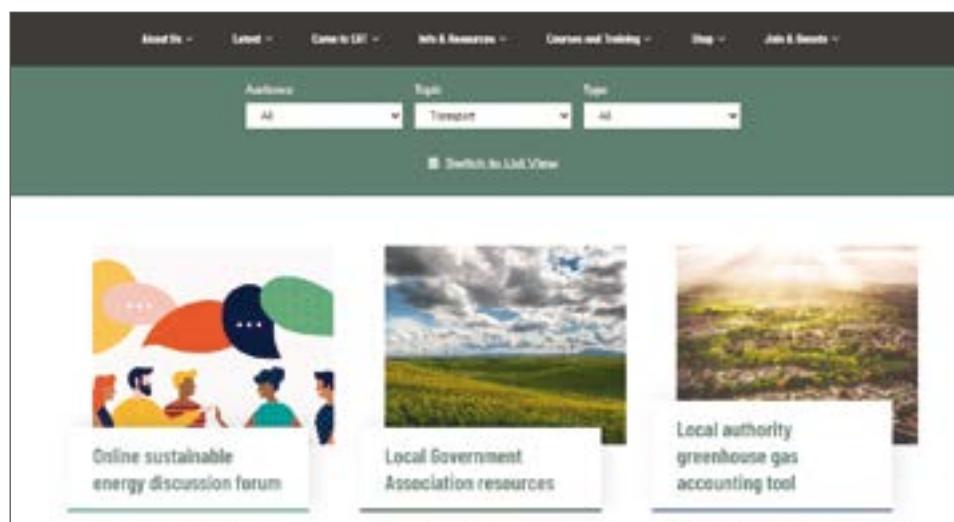 About Us
Latest
Come to CAT
Info & Resources
Courses and Training
Shop
Join & Donate
Audience
Topic
Type
All
Transport
All
Switch to List View
Online sustainable
energy discussion forum
Local Government
Association resources
Local authority
greenhouse gas
accounting tool